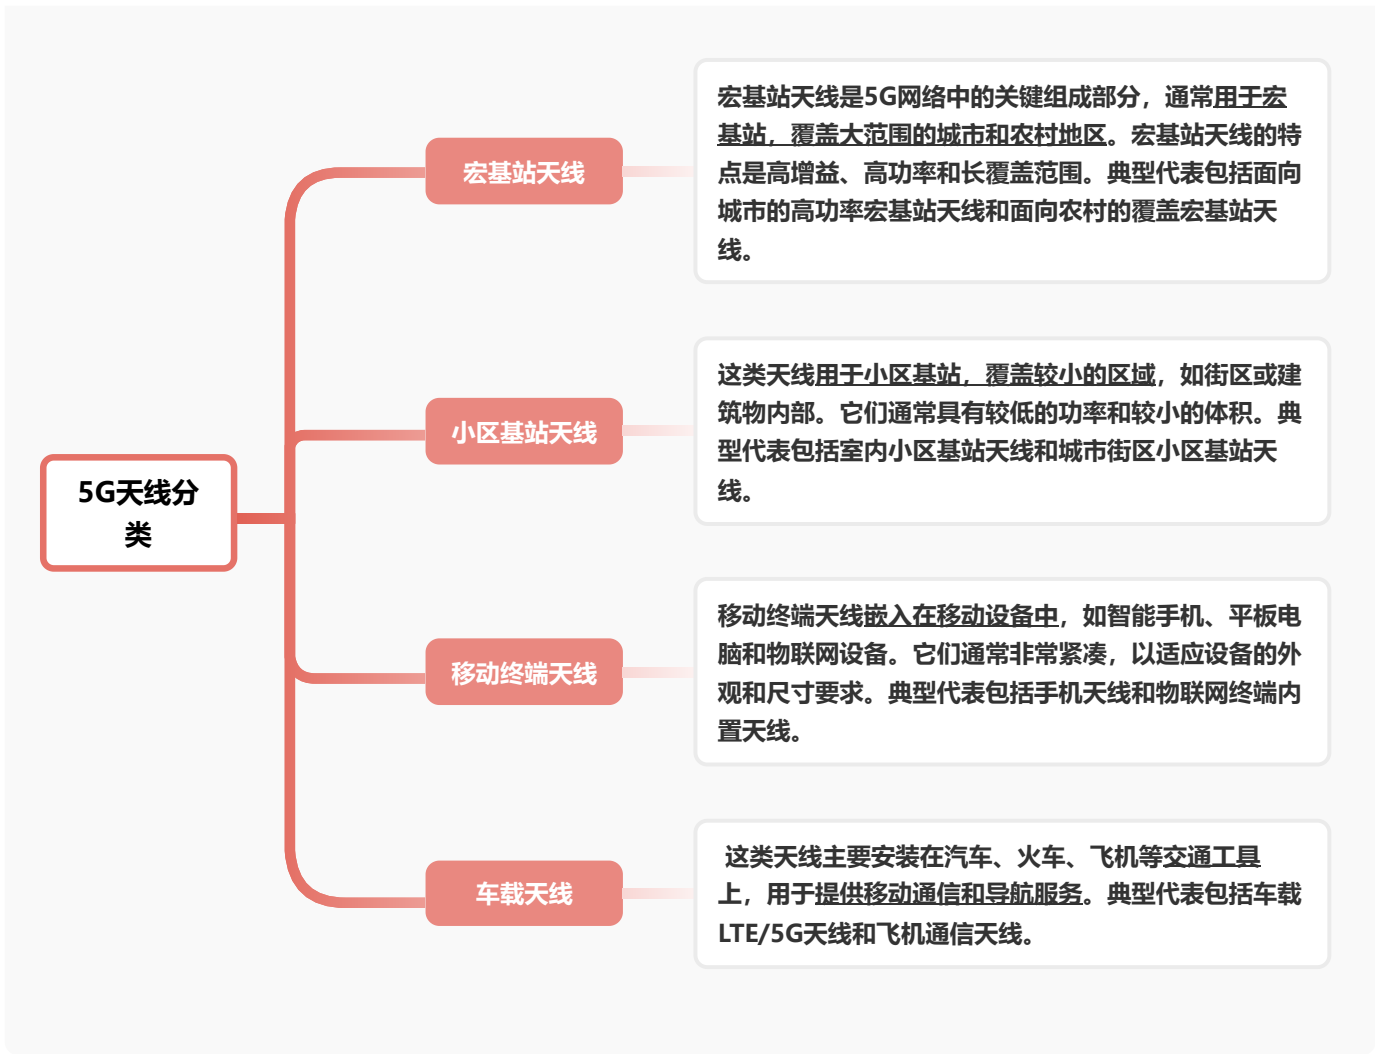 5G天线分
类
宏基站天线
宏基站天线是5G网络中的关键组成部分，通常用于宏
基站，覆盖大范围的城市和农村地区。宏基站天线的特
点是高增益、高功率和长覆盖范围。典型代表包括面向
城市的高功率宏基站天线和面向农村的覆盖宏基站天
线。
小区基站天线
这类天线用于小区基站，覆盖较小的区域，如街区或建
筑物内部。它们通常具有较低的功率和较小的体积。典
型代表包括室内小区基站天线和城市街区小区基站天
线。
移动终端天线
移动终端天线嵌入在移动设备中，如智能手机、平板电
脑和物联网设备。它们通常非常紧凑，以适应设备的外
观和尺寸要求。典型代表包括手机天线和物联网终端内
置天线。
车载天线
这类天线主要安装在汽车、火车、飞机等交通工具
上，用于提供移动通信和导航服务。典型代表包括车载
LTE/5G天线和飞机通信天线。